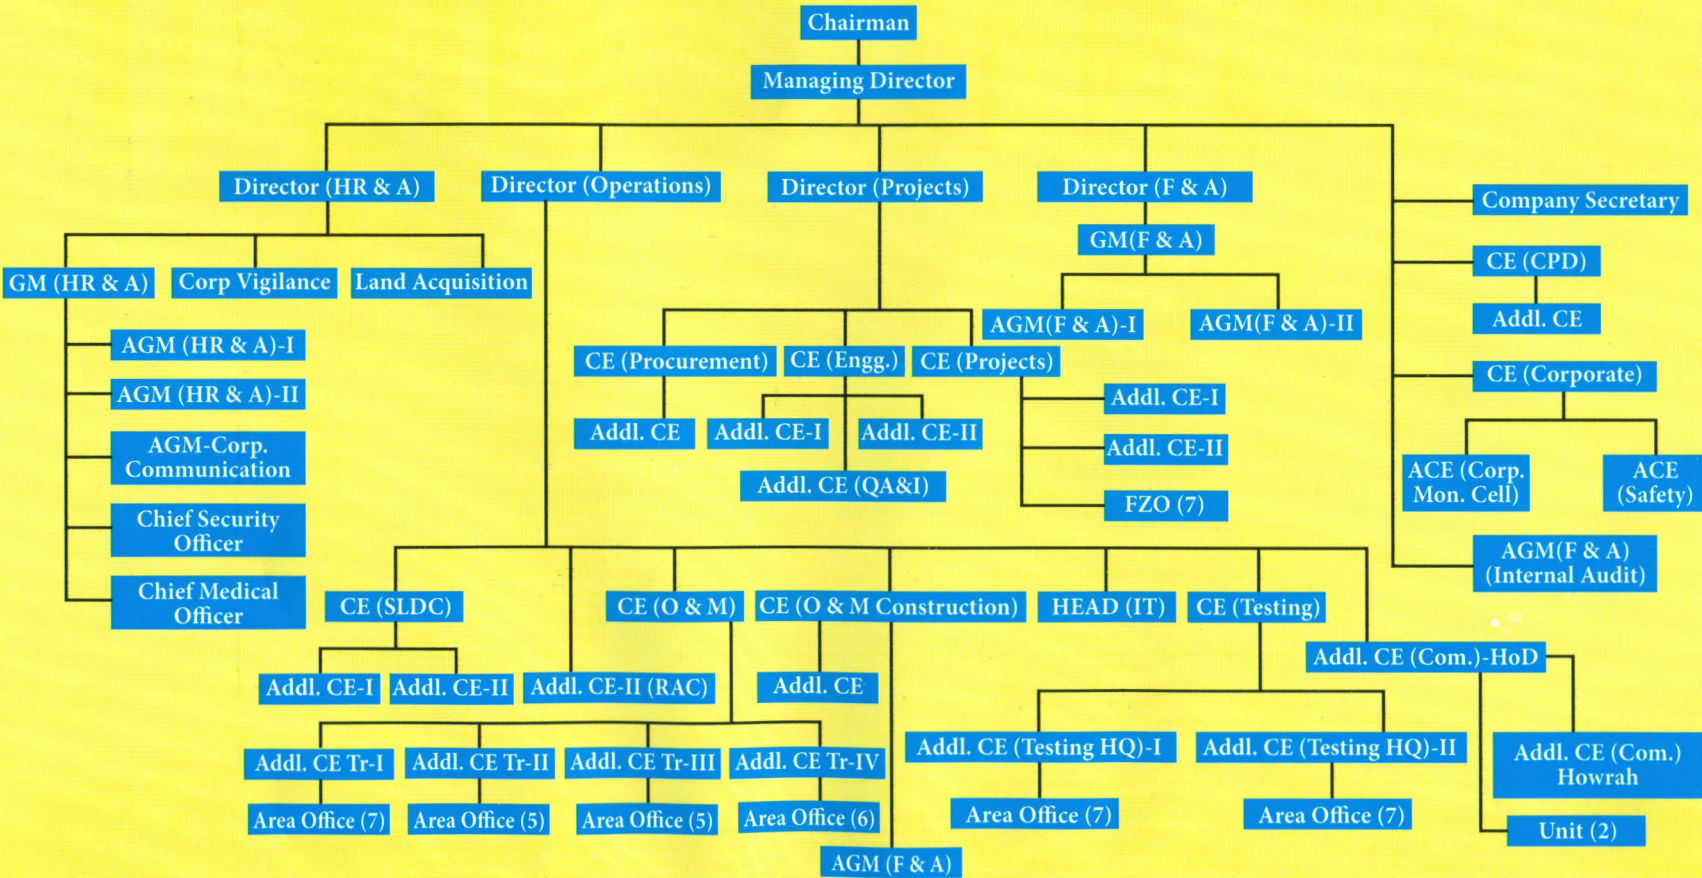 Chairman
Managing Director
Director (HR & A)
Director (Operations)
Director (Projects)
Director (F & A)
Company Secretary
GM(F & A)
CE (CPD)
GM (HR & A)
Corp Vigilance
Land Acquisition
AGM(F & A)-I
AGM(F & A)-II
Addl. CE
AGM (HR & A)-I
CE (Procurement)
CE (Engg.)
CE (Projects)
CE (Corporate)
AGM (HR & A)-II
Addl. CE-I
Addl. CE
Addl. CE-I
Addl. CE-II
Addl. CE-II
AGM-Corp.
Communication
ACE (Corp.
Mon. Cell)
ACE
(Safety)
Addl. CE (QA&I)
FZO (7)
Chief Security
Officer
AGM(F & A)
(Internal Audit)
Chief Medical
Officer
CE (SLDC)
CE (O & M)
CE (O & M Construction)
HEAD (IT)
CE (Testing)
Addl. CE (Com.)-HoD
Addl. CE-I
Addl. CE-II
Addl. CE-II (RAC)
Addl. CE
Addl. CE Tr-I
Addl. CE Tr-II
Addl. CE Tr-III
Addl. CE Tr-IV
Addl. CE (Testing HQ)-I
Addl. CE (Testing HQ)-II
Addl. CE (Com.)
Howrah
Area Office (7)
Area Office (5)
Area Office (5)
Area Office (6)
Area Office (7)
Area Office (7)
Unit (2)
AGM (F & A)